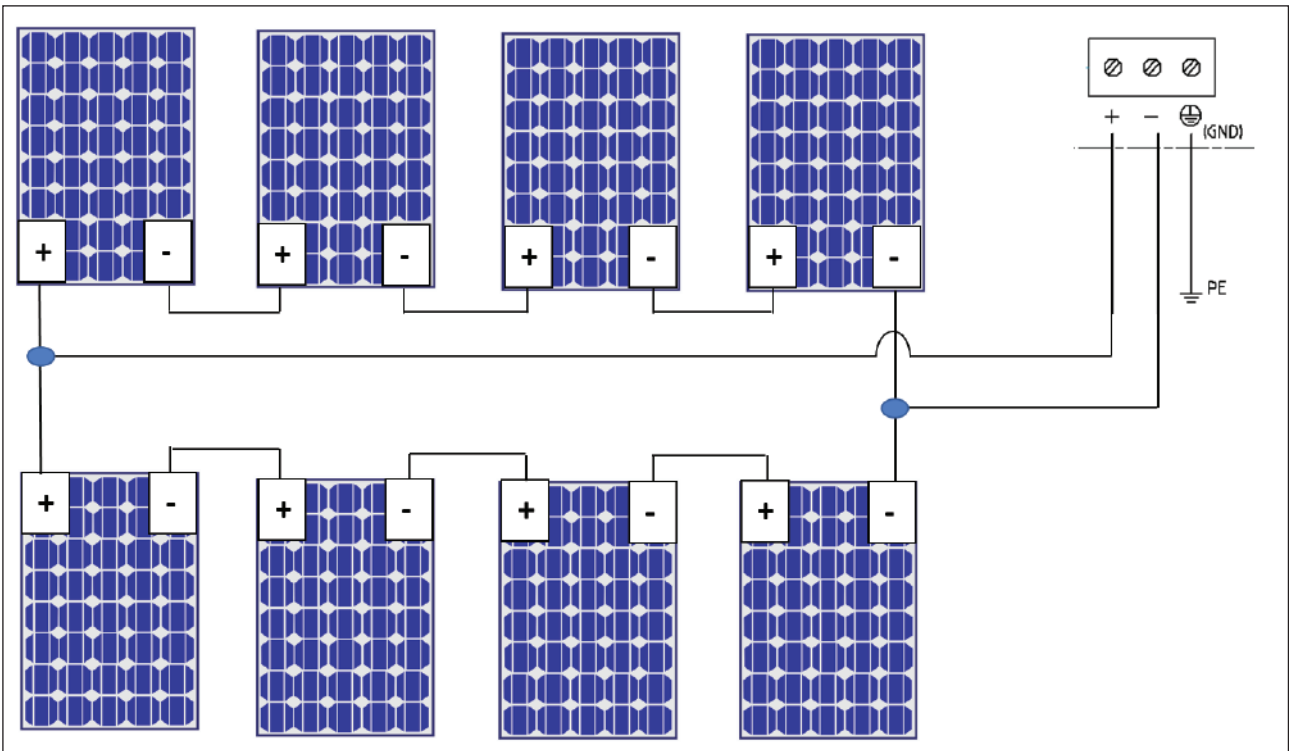 + - + - + - + -
+ − (GND)
PE
+ - + - + - + -